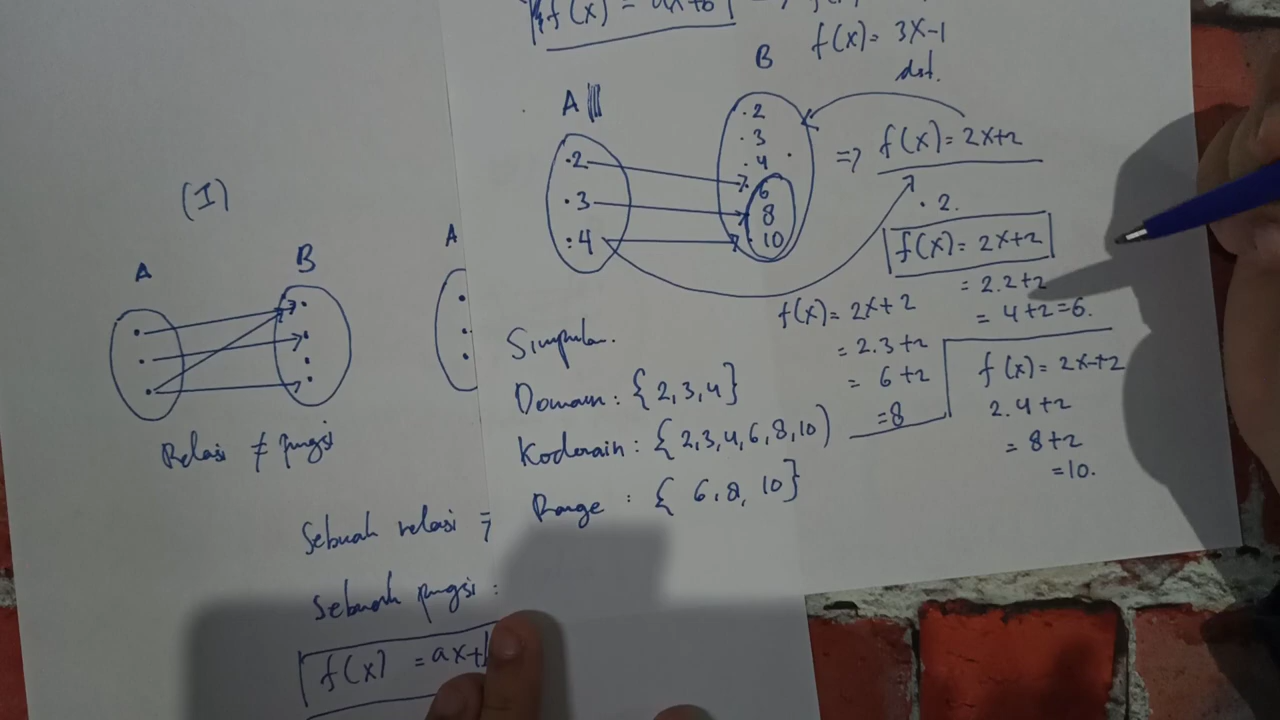 f(x) = ax+b
f(x) = 3x-1
dst.
(I)
A
B
Relasi ≠ fungsi
A
Sebuah relasi =>
Sebuah fungsi :
f(x) = ax+
A
B
. 2
. 3
. 4
. 2
. 3
. 4
6
8
. 10
=> f(x) = 2x+2
. 2.
f(x) = 2x+2
= 2.2+2
= 4+2=6.
f(x) = 2x+2
= 2.3+2
= 6+2
=8
f(x) = 2x+2
2.4+2
= 8+2
=10.
Domain : {2,3,4}
Kodomain : {2,3,4,6,8,10)
Range : { 6,8, 10}